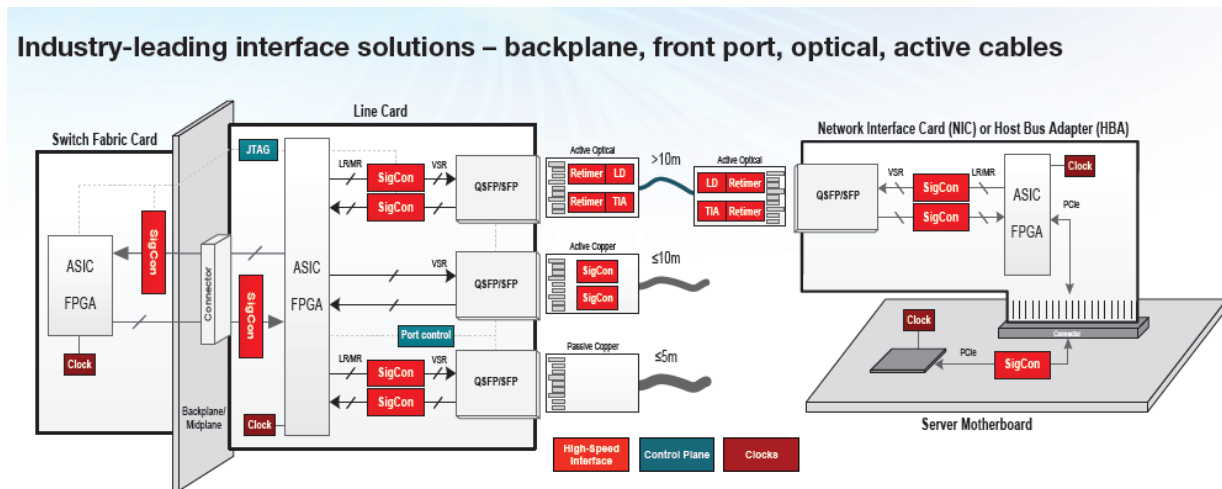 Industry-leading interface solutions – backplane, front port, optical, active cables
Switch Fabric Card
Line Card
Network Interface Card (NIC) or Host Bus Adapter (HBA)
JTAG
SigCon
ASIC
FPGA
Clock
Connector
SigCon
Backplane/
Midplane
ASIC
FPGA
Clock
LR/MR
SigCon
VSR
SigCon
QSFP/SFP
VSR
QSFP/SFP
Port control
LR/MR
SigCon
VSR
SigCon
QSFP/SFP
Active Optical
Retimer
LD
Retimer
TIA
>10m
Active Optical
LD
Retimer
TIA
Retimer
Active Copper
SigCon
SigCon
≤10m
Passive Copper
≤5m
QSFP/SFP
VSR
SigCon
LR/MR
SigCon
ASIC
FPGA
Clock
PCIe
Connector
Clock
PCIe
SigCon
Server Motherboard
High-Speed
Interface
Control Plane
Clocks